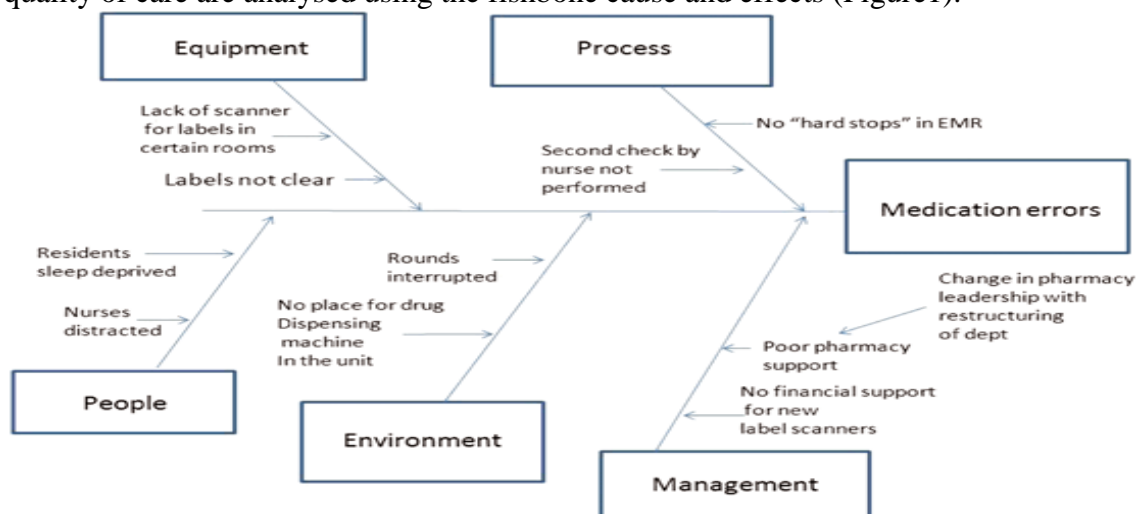 quality of care are analysed using the fishbone cause and effects (Figure1).
Equipment
Process
Lack of scanner
for labels in
certain rooms
Labels not clear
No "hard stops" in EMR
Second check by
nurse not
performed
Medication errors
Residents
sleep deprived
Nurses
distracted
Rounds
interrupted
No place for drug
Dispensing
machine
In the unit
Change in pharmacy
leadership with
restructuring
of dept
Poor pharmacy
support
No financial support
for new
label scanners
People
Environment
Management